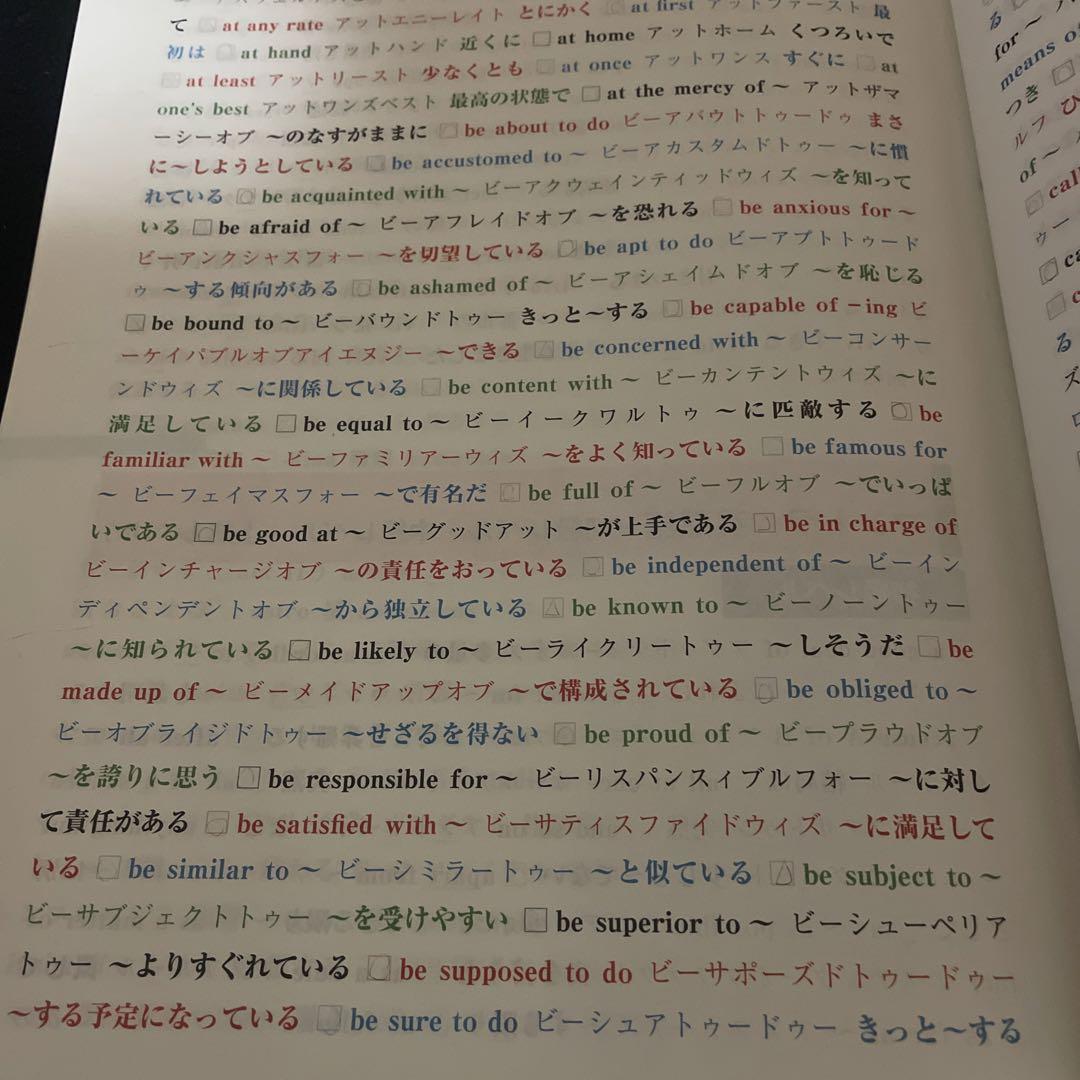 て □ at any rate アットエニーレイト とにかく □ at first アットファースト 最
初は □ at hand アットハンド 近くに □ at home アットホーム くつろいで
□ at least アットリースト 少なくとも □ at once アットワンス すぐに □ at
one's best アットワンズベスト 最高の状態で □ at the mercy of ～ アットザマ
ーシーオブ ～のなすがままに □ be about to do ビーアバウトトゥードゥ まさ
に～しようとしている □ be accustomed to ～ ビーアカスタムドトゥー ～に慣
れている □ be acquainted with ～ ビーアクウェインティッドウィズ ～を知って
いる □ be afraid of ～ ビーアフレイドオブ ～を恐れる □ be anxious for ～
ビーアンクシャスフォー ～を切望している □ be apt to do ビーアプトトゥード
ゥ ～する傾向がある □ be ashamed of ～ ビーアシェイムドオブ ～を恥じる
□ be bound to ～ ビーバウンドトゥー きっと～する □ be capable of －ing ビ
ーケイパブルオブアイエヌジー ～できる □ be concerned with ～ ビーコンサー
ンドウィズ ～に関係している □ be content with ～ ビーカンテントウィズ ～に
満足している □ be equal to ～ ビーイークワルトゥ ～に匹敵する □ be
familiar with ～ ビーファミリアーウィズ ～をよく知っている □ be famous for
～ ビーフェイマスフォー ～で有名だ □ be full of ～ ビーフルオブ ～でいっぱ
いである □ be good at ～ ビーグッドアット ～が上手である □ be in charge of
ビーインチャージオブ ～の責任をおっている □ be independent of ～ ビーイン
ディペンデントオブ ～から独立している □ be known to ～ ビーノーントゥー
～に知られている □ be likely to ～ ビーライクリートゥー ～しそうだ □ be
made up of ～ ビーメイドアップオブ ～で構成されている □ be obliged to ～
ビーオブライジドトゥー ～せざるを得ない □ be proud of ～ ビープラウドオブ
～を誇りに思う □ be responsible for ～ ビーリスパンスィブルフォー ～に対し
て責任がある □ be satisfied with ～ ビーサティスファイドウィズ ～に満足して
いる □ be similar to ～ ビーシミラートゥー ～と似ている □ be subject to ～
ビーサブジェクトトゥー ～を受けやすい □ be superior to ～ ビーシューペリア
トゥー ～よりすぐれている □ be supposed to do ビーサポーズドトゥードゥー
～する予定になっている □ be sure to do ビーシュアトゥードゥー きっと～する
る
for ～
means
つき □
ルフ
of ～
□
ゥー
□
□
る
ズ